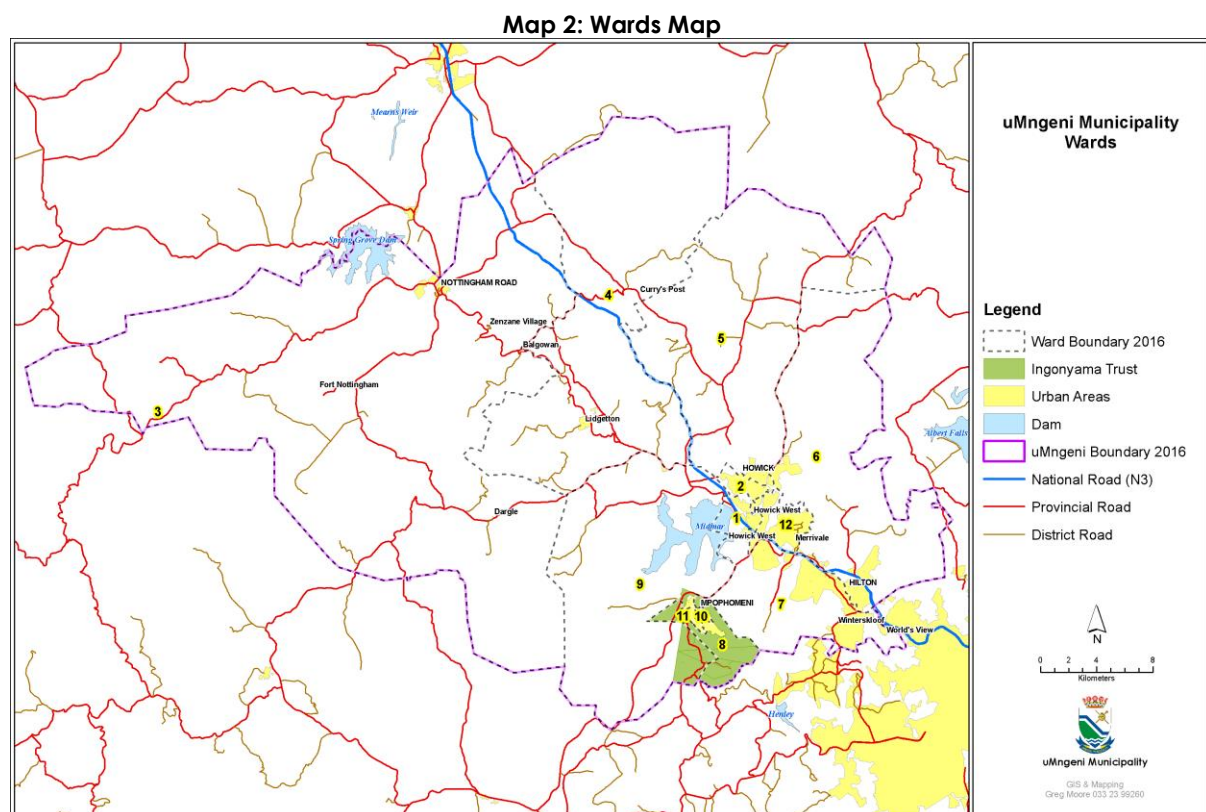 Map 2: Wards Map
Mearns Weir
Spring Grove Dam
NOTTINGHAM ROAD
4
Curry's Post
Zenzane Village
5
Balgowan
Fort Nottingham
3
Lidgetton
Albert Falls
6
HOWICK
2
Dargle
Howick West
1
12
Midmar
Howick West
Merrivale
9
HILTON
MPOPHOMENI
7
11
10
Winterskloof
World's View
8
Henley
uMngeni Municipality
Wards
Legend
Ward Boundary 2016
Ingonyama Trust
Urban Areas
Dam
uMngeni Boundary 2016
National Road (N3)
Provincial Road
District Road
N
0 2 4 8
Kilometers
uMngeni Municipality
GIS & Mapping
Greg Moore 033 23 99260